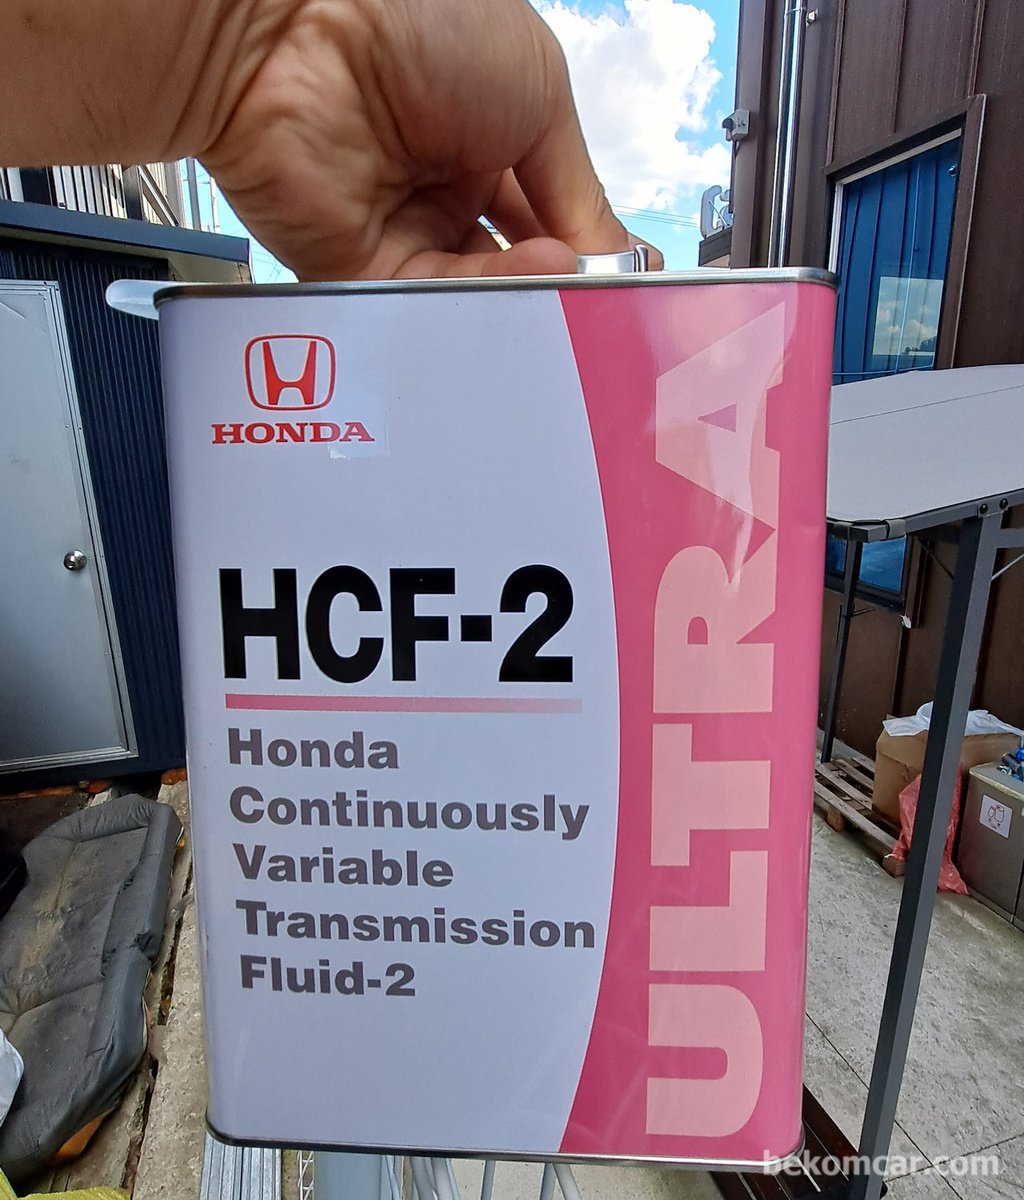 HONDA
HCF-2
Honda
Continuously
Variable
Transmission
Fluid-2
ULTRA
bekomcar.com